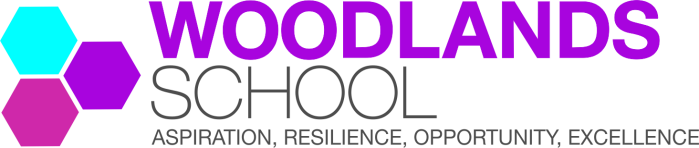 WOODLANDS
SCHOOL
ASPIRATION, RESILIENCE, OPPORTUNITY, EXCELLENCE